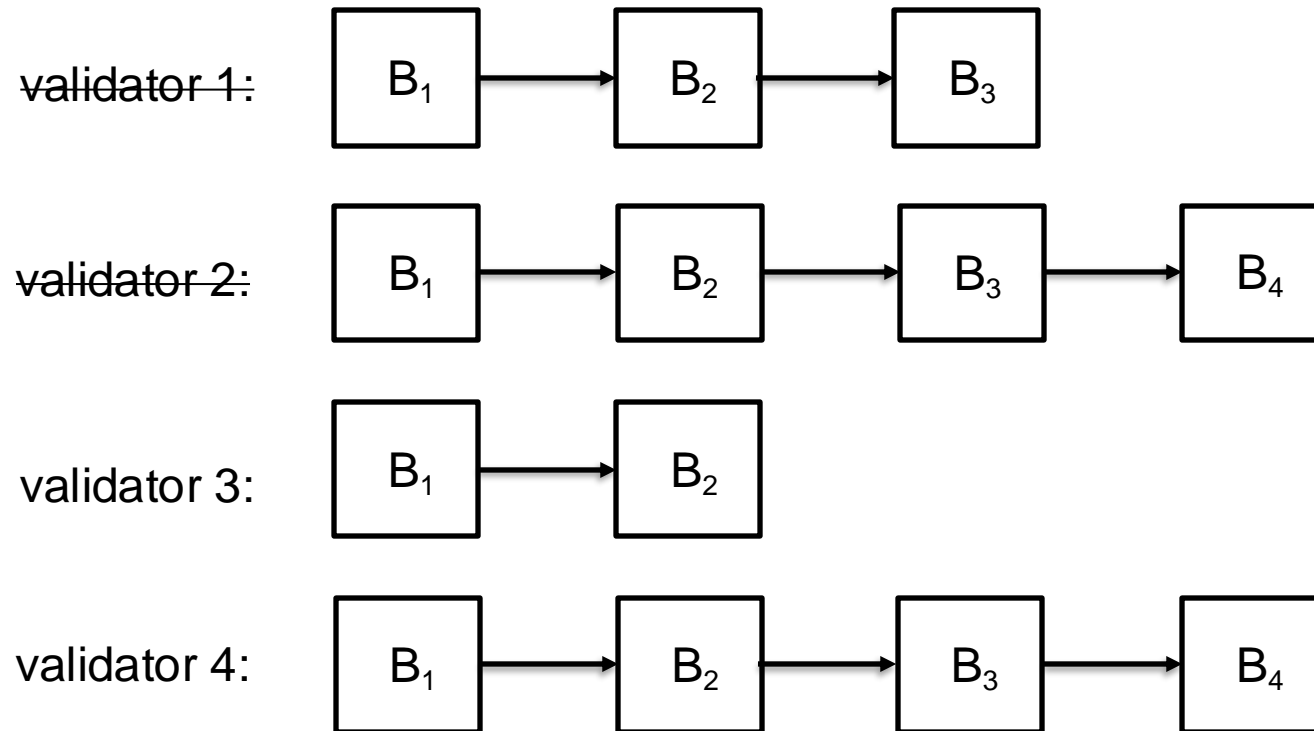 validator 1: B₁ B₂ B₃
validator 2: B₁ B₂ B₃ B₄
validator 3: B₁ B₂
validator 4: B₁ B₂ B₃ B₄